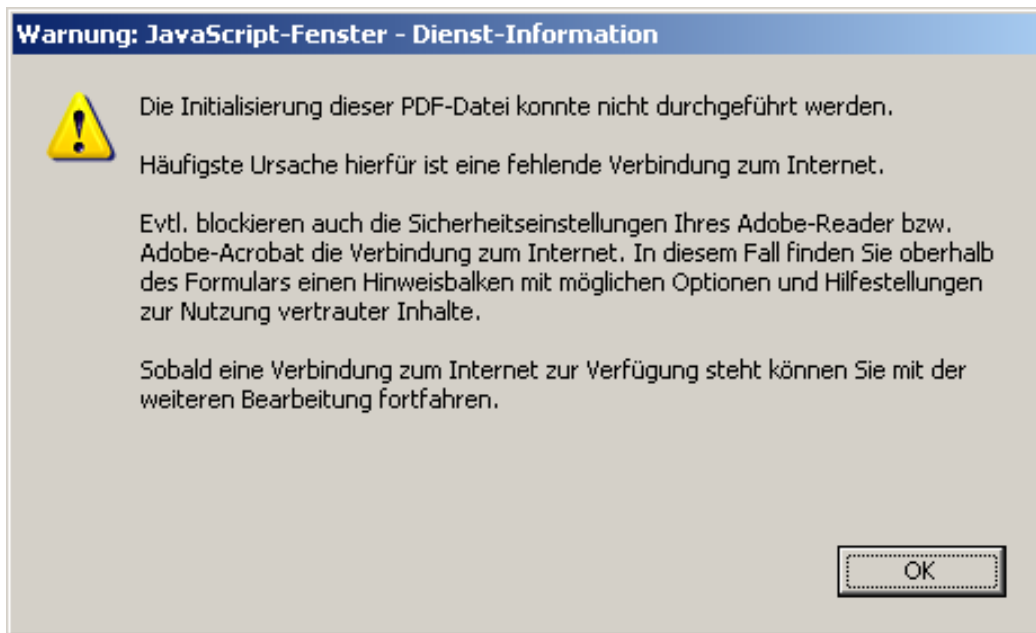 Warnung: JavaScript-Fenster - Dienst-Information
Die Initialisierung dieser PDF-Datei konnte nicht durchgeführt werden.
Häufigste Ursache hierfür ist eine fehlende Verbindung zum Internet.
Evtl. blockieren auch die Sicherheitseinstellungen Ihres Adobe-Reader bzw.
Adobe-Acrobat die Verbindung zum Internet. In diesem Fall finden Sie oberhalb
des Formulars einen Hinweisbalken mit möglichen Optionen und Hilfestellungen
zur Nutzung vertrauter Inhalte.
Sobald eine Verbindung zum Internet zur Verfügung steht können Sie mit der
weiteren Bearbeitung fortfahren.
OK